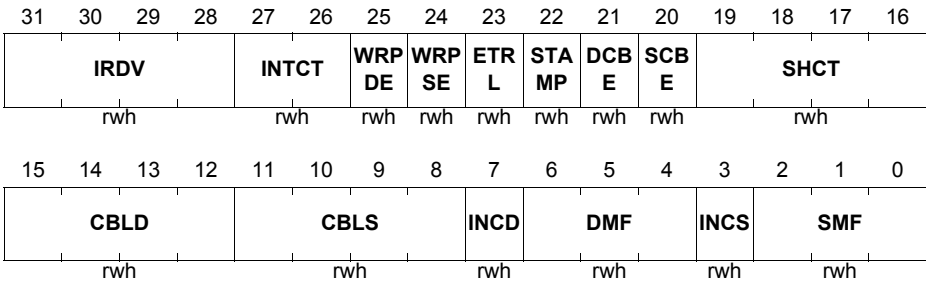 31 30 29 28 27 26 25 24 23 22 21 20 19 18 17 16
IRDV INTCT WRP DE WRP SE ETR L STA MP DCB E SCB E SHCT
rwh rwh rwh rwh rwh rwh rwh rwh rwh
15 14 13 12 11 10 9 8 7 6 5 4 3 2 1 0
CBLD CBLS INCD DMF INCS SMF
rwh rwh rwh rwh rwh rwh